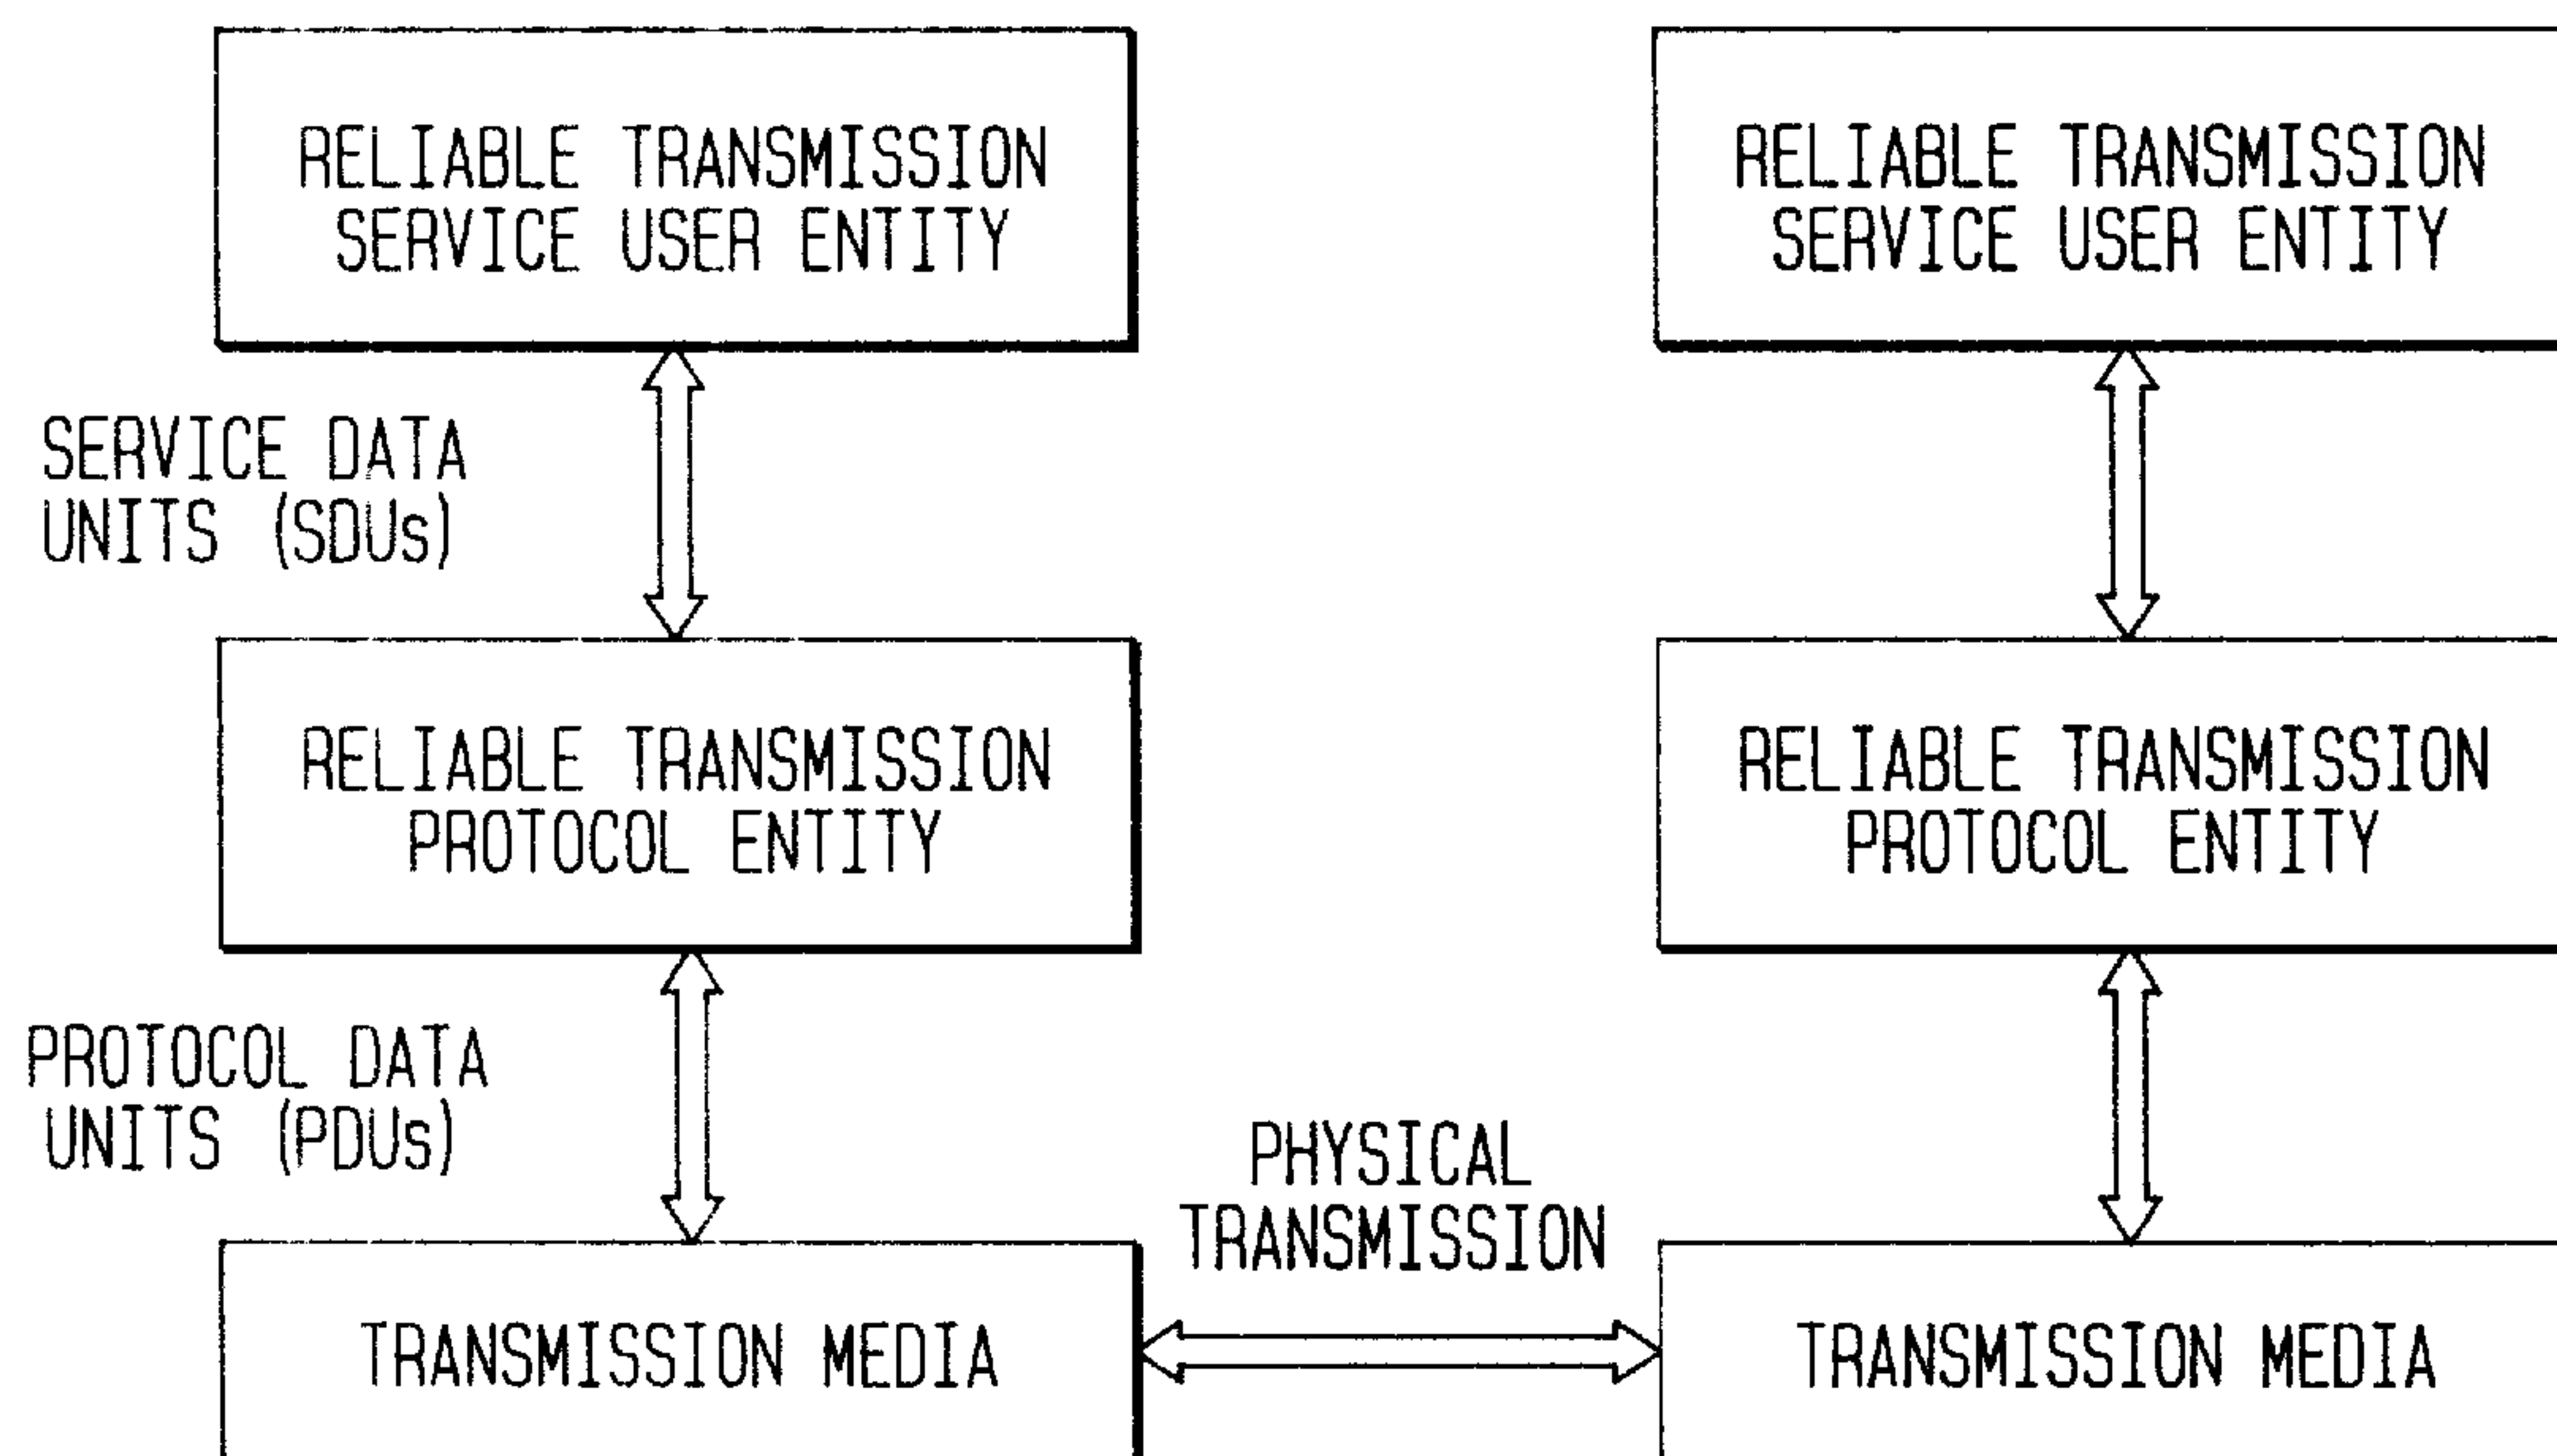 RELIABLE TRANSMISSION
SERVICE USER ENTITY
RELIABLE TRANSMISSION
SERVICE USER ENTITY
SERVICE DATA
UNITS (SDUs)
RELIABLE TRANSMISSION
PROTOCOL ENTITY
RELIABLE TRANSMISSION
PROTOCOL ENTITY
PROTOCOL DATA
UNITS (PDUs)
PHYSICAL
TRANSMISSION
TRANSMISSION MEDIA
TRANSMISSION MEDIA